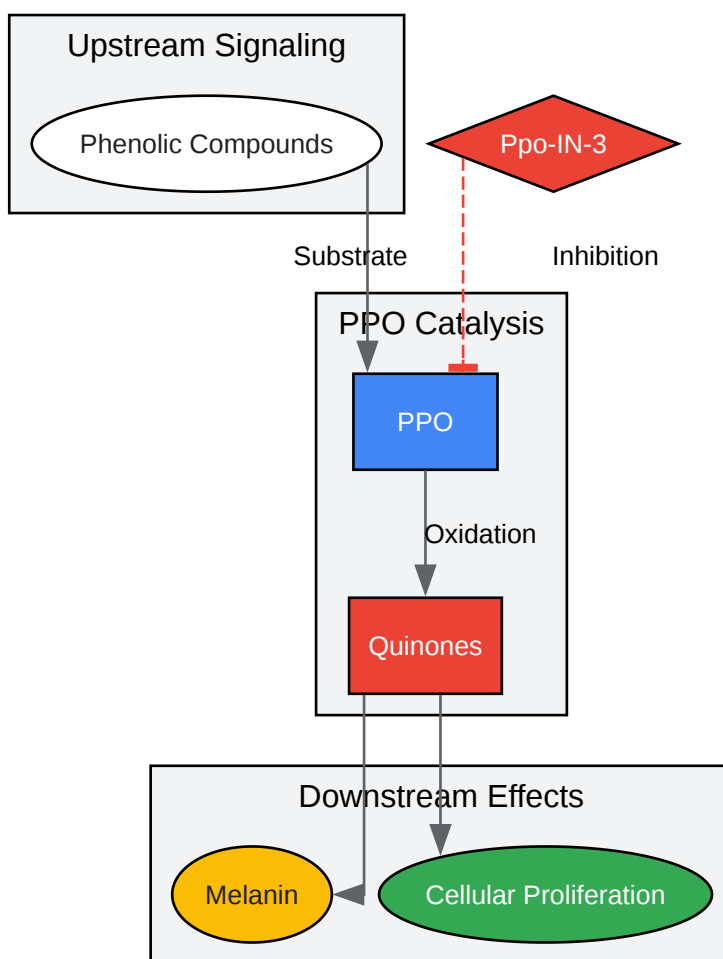 Upstream Signaling
Phenolic Compounds
Ppo-IN-3
Substrate
Inhibition
PPO Catalysis
PPO
Oxidation
Quinones
Downstream Effects
Melanin
Cellular Proliferation